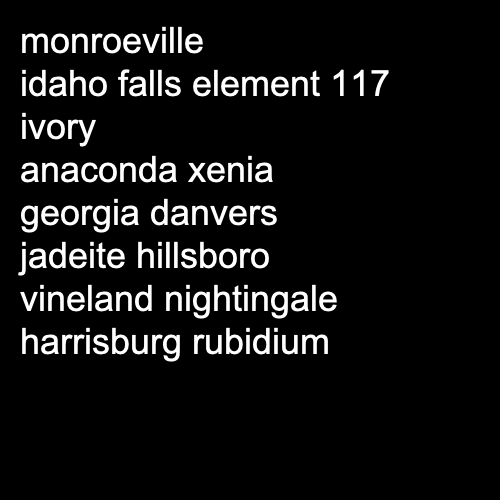 monroeville
idaho falls element 117
ivory
anaconda xenia
georgia danvers
jadeite hillsboro
vineland nightingale
harrisburg rubidium